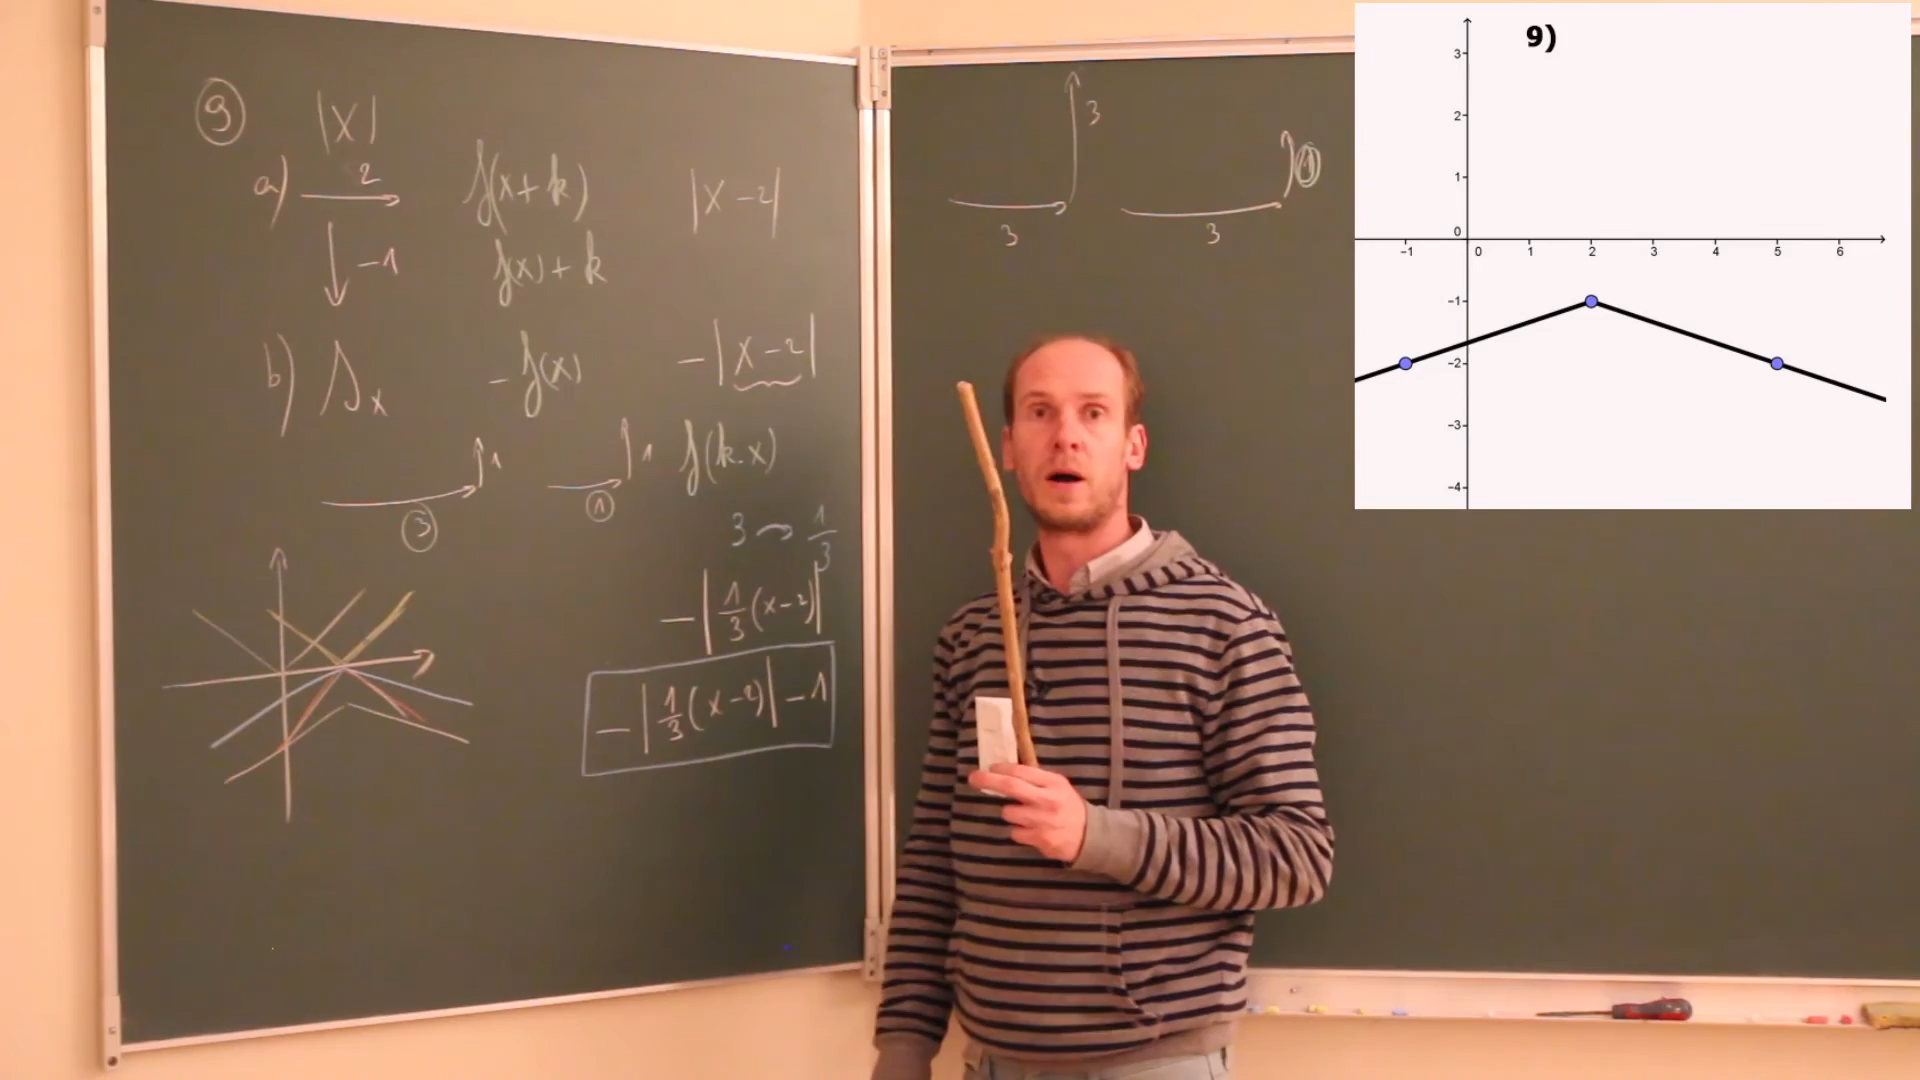 9 |x|
a) 2 f(x+k) |x-2|
-1 f(x)+k
b) Sx -f(x) -|x-2|
3 1 1 1 f(k.x)
3 → 1/3
-|1/3(x-2)|
-|1/3(x-2)|-1
3 3 3 1
9)
3
2
1
0
-1 0 1 2 3 4 5 6
-1
-2
-3
-4